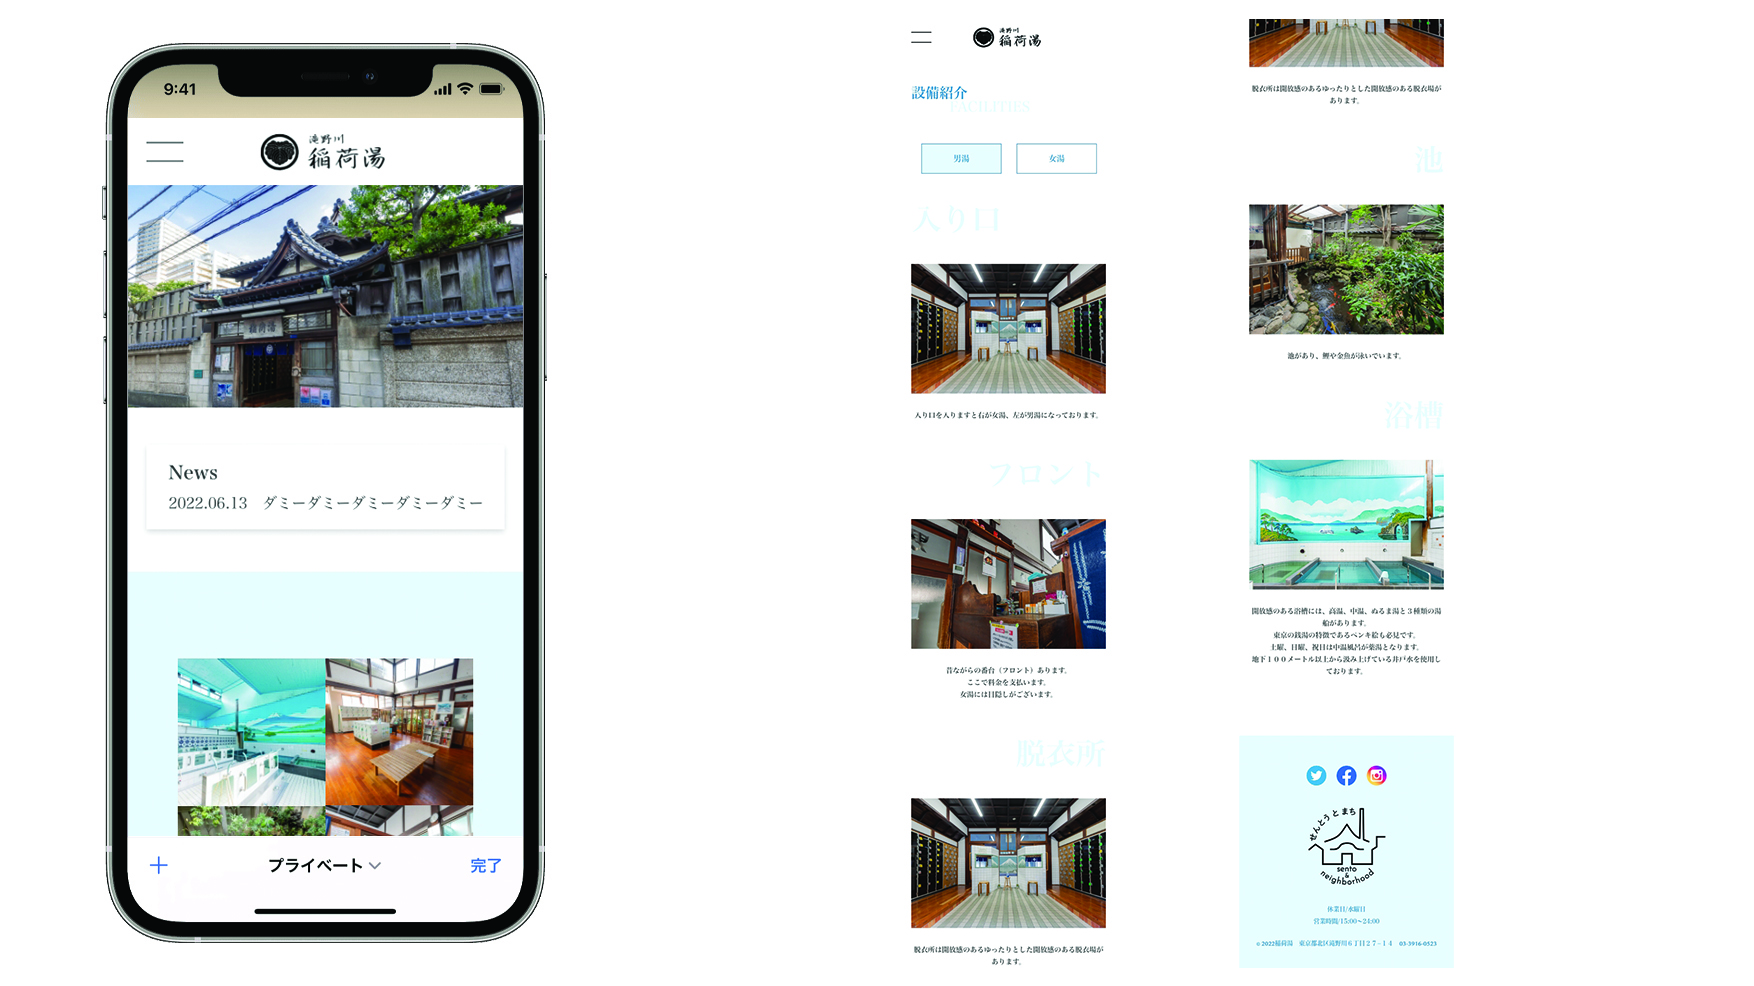 9:41
滝野川
稲荷湯
稲荷湯
News
2022.06.13 ダミーダミーダミーダミーダミー
プライベート
完了
滝野川
稲荷湯
設備紹介
FACILITIES
男湯
女湯
入り口
入り口を入りますと右が女湯、左が男湯になっております。
フロント
昔ながらの番台（フロント）あります。
ここで料金を支払います。
女湯には目隠しがございます。
脱衣所
脱衣所は開放感のあるゆったりとした開放感のある脱衣場が
あります。
脱衣所は開放感のあるゆったりとした開放感のある脱衣場が
あります。
池
池があり、鯉や金魚が泳いでいます。
浴槽
開放感のある浴槽には、高温、中温、ぬるま湯と３種類の湯
船があります。
東京の銭湯の特徴であるペンキ絵も必見です。
土曜、日曜、祝日は中温風呂が薬湯となります。
地下１００メートル以上から汲み上げている井戸水を使用し
ております。
せんとうとまち
sento
&
neighborhood
休業日/水曜日
営業時間/15:00~24:00
©2022稲荷湯 東京都北区滝野川６丁目２７−１４ 03-3916-0523